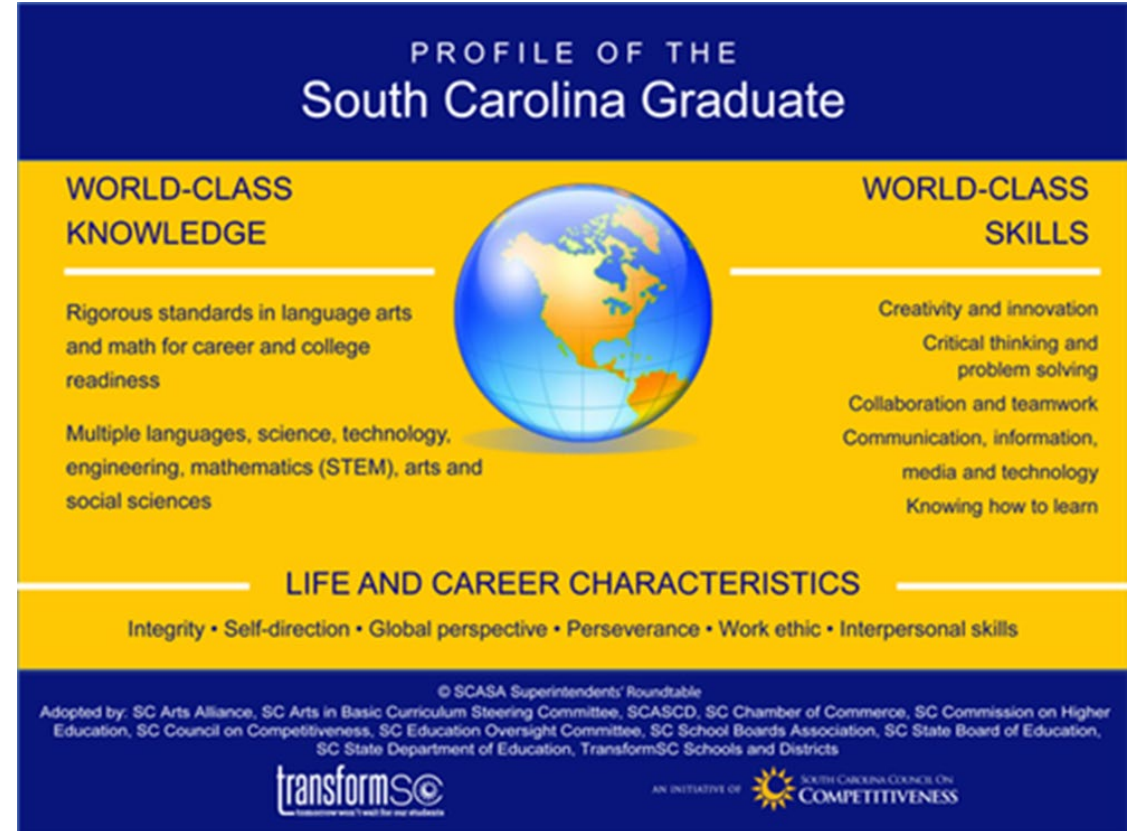 PROFILE OF THE
South Carolina Graduate
WORLD-CLASS
KNOWLEDGE
Rigorous standards in language arts
and math for career and college
readiness
Multiple languages, science, technology,
engineering, mathematics (STEM), arts and
social sciences
WORLD-CLASS
SKILLS
Creativity and innovation
Critical thinking and
problem solving
Collaboration and teamwork
Communication, information,
media and technology
Knowing how to learn
LIFE AND CAREER CHARACTERISTICS
Integrity • Self-direction • Global perspective • Perseverance • Work ethic • Interpersonal skills
© SCASA Superintendents' Roundtable
Adopted by: SC Arts Alliance, SC Arts in Basic Curriculum Steering Committee, SCASCD, SC Chamber of Commerce, SC Commission on Higher
Education, SC Council on Competitiveness, SC Education Oversight Committee, SC School Boards Association, SC State Board of Education,
SC State Department of Education, TransformSC Schools and Districts
transformSC
tomorrow won't wait for our students
AN INITIATIVE OF
SOUTH CAROLINA COUNCIL ON
COMPETITIVENESS